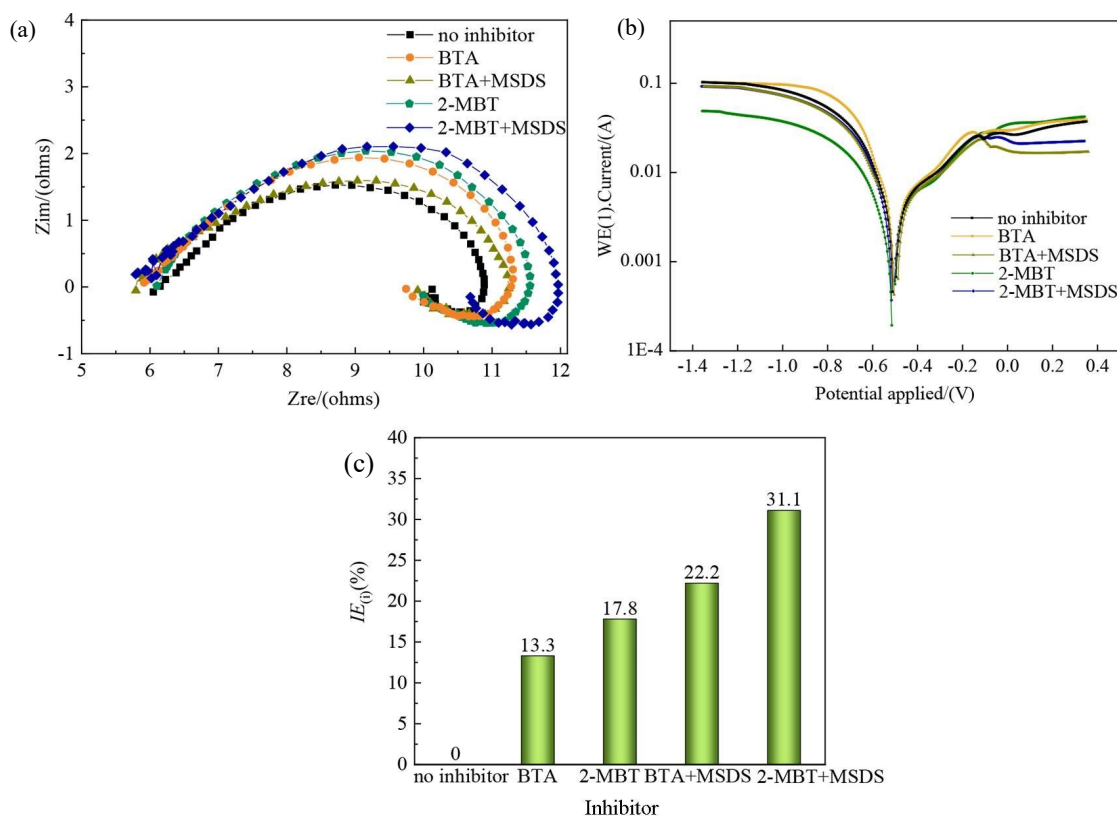 (a)
4
3
2
1
0
-1
Zim/(ohms)
no inhibitor
BTA
BTA+MSDS
2-MBT
2-MBT+MSDS
5 6 7 8 9 10 11 12
Zre/(ohms)
(b)
0.1
0.01
0.001
1E-4
WE(1).Current/(A)
no inhibitor
BTA
BTA+MSDS
2-MBT
2-MBT+MSDS
-1.4 -1.2 -1.0 -0.8 -0.6 -0.4 -0.2 0.0 0.2 0.4
Potential applied/(V)
(c)
40
35
30
25
20
15
10
5
0
IE(i)(%)
0
13.3
17.8
22.2
31.1
no inhibitor BTA 2-MBT BTA+MSDS 2-MBT+MSDS
Inhibitor